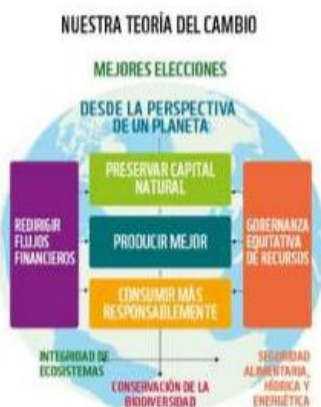 NUESTRA TEORÍA DEL CAMBIO
MEJORES ELECCIONES
DESDE LA PERSPECTIVA
DE UN PLANETA
PRESERVAR CAPITAL
NATURAL
REDIRIGIR
FLUJOS
FINANCIEROS
PRODUCIR MEJOR
GOBERNANZA
EQUITATIVA
DE RECURSOS
CONSUMIR MÁS
RESPONSABLEMENTE
INTEGRIDAD DE
ECOSISTEMAS
CONSERVACIÓN DE LA
BIODIVERSIDAD
SEGURIDAD
ALIMENTARIA,
HÍDRICA Y
ENERGÉTICA